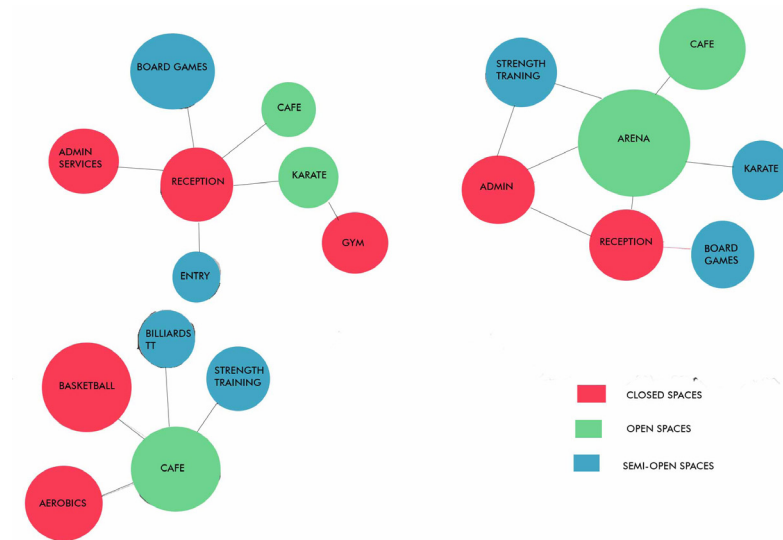 BOARD GAMES
CAFE
ADMIN
SERVICES
RECEPTION
KARATE
GYM
ENTRY
BILLIARDS
TT
BASKETBALL
STRENGTH
TRAINING
CAFE
AEROBICS
CAFE
STRENGTH
TRANING
ARENA
KARATE
ADMIN
RECEPTION
BOARD
GAMES
CLOSED SPACES
OPEN SPACES
SEMI-OPEN SPACES